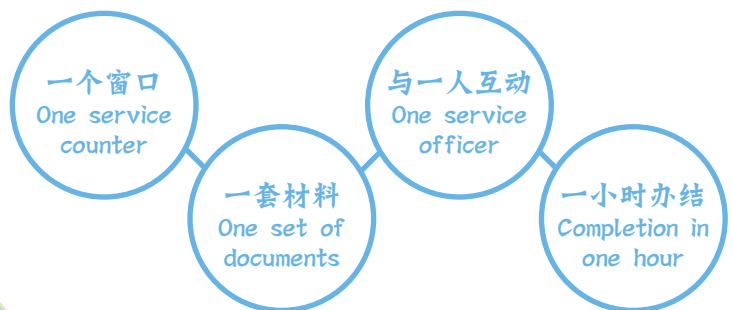 一个窗口
One service
counter
一套材料
One set of
documents
与一人互动
One service
officer
一小时办结
Completion in
one hour